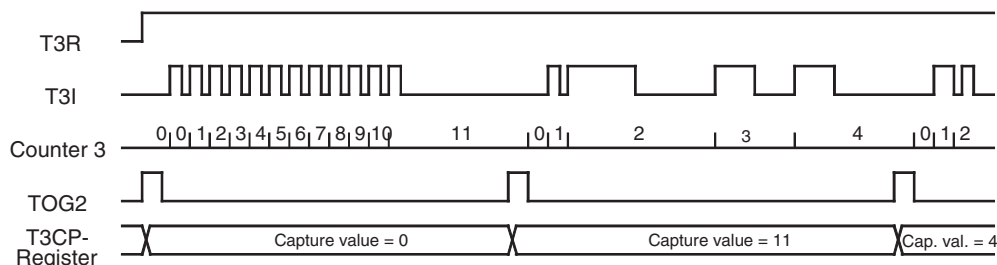 T3R
T3I
Counter 3 0 0 1 2 3 4 5 6 7 8 9 10 11 0 1 2 3 4 0 1 2
TOG2
T3CP-
Register
Capture value = 0 Capture value = 11 Cap. val. = 4